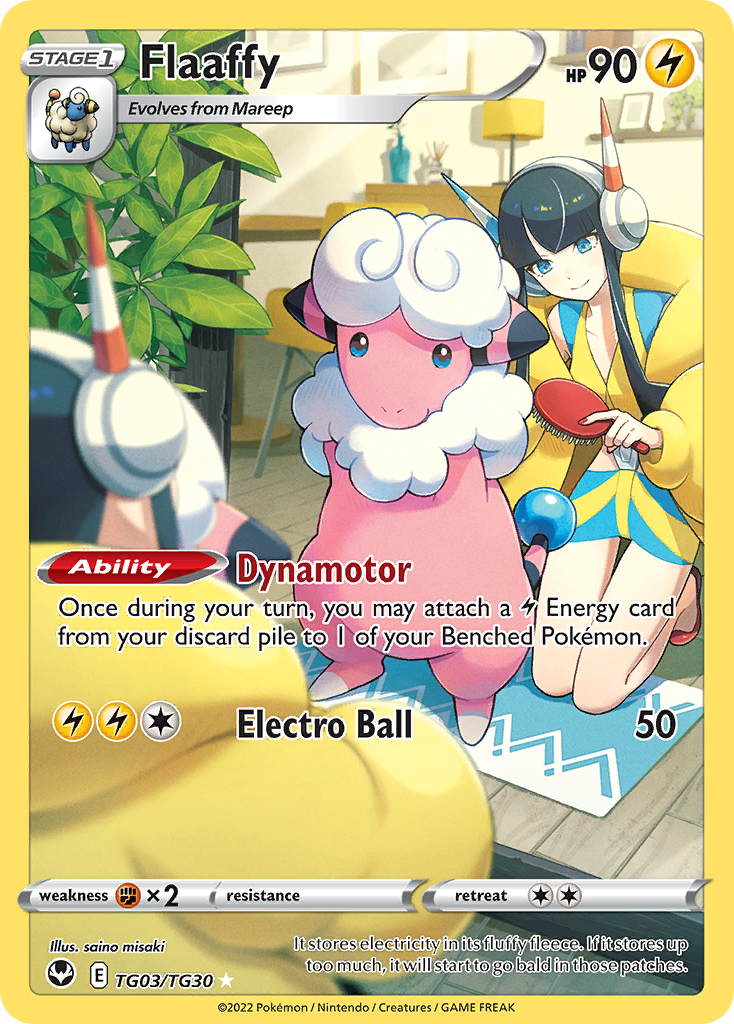 STAGE1
Flaaffy
HP 90
Evolves from Mareep
Ability Dynamotor
Once during your turn, you may attach a Energy card
from your discard pile to 1 of your Benched Pokémon.
Electro Ball 50
weakness ×2 resistance retreat
Illus. saino misaki
It stores electricity in its fluffy fleece. If it stores up
too much, it will start to go bald in those patches.
E TG03/TG30
©2022 Pokémon / Nintendo / Creatures / GAME FREAK